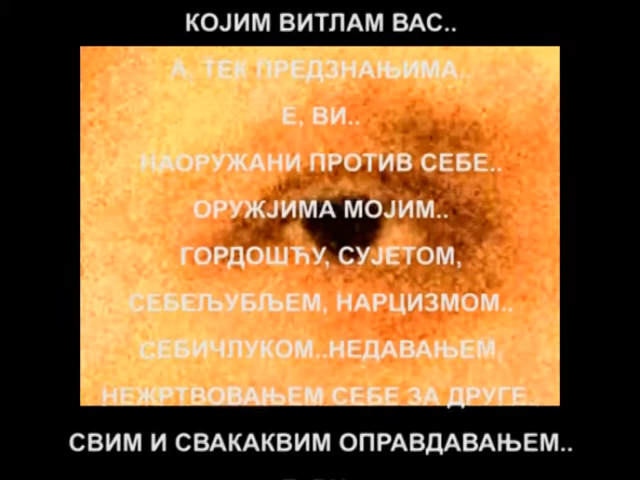 КОЈИМ ВИТЛАМ ВАС..
А, ТЕК ПРЕДЗНАЊИМА..
Е, ВИ..
НАОРУЖАНИ ПРОТИВ СЕБЕ..
ОРУЖЈИМА МОЈИМ..
ГОРДОШЋУ, СУЈЕТОМ,
СЕБЕЉУБЉЕМ, НАРЦИЗМОМ..
СЕБИЧЛУКОМ..НЕДАВАЊЕМ,
НЕЖРТВОВАЊЕМ СЕБЕ ЗА ДРУГЕ..
СВИМ И СВАКАКВИМ ОПРАВДАВАЊЕМ..